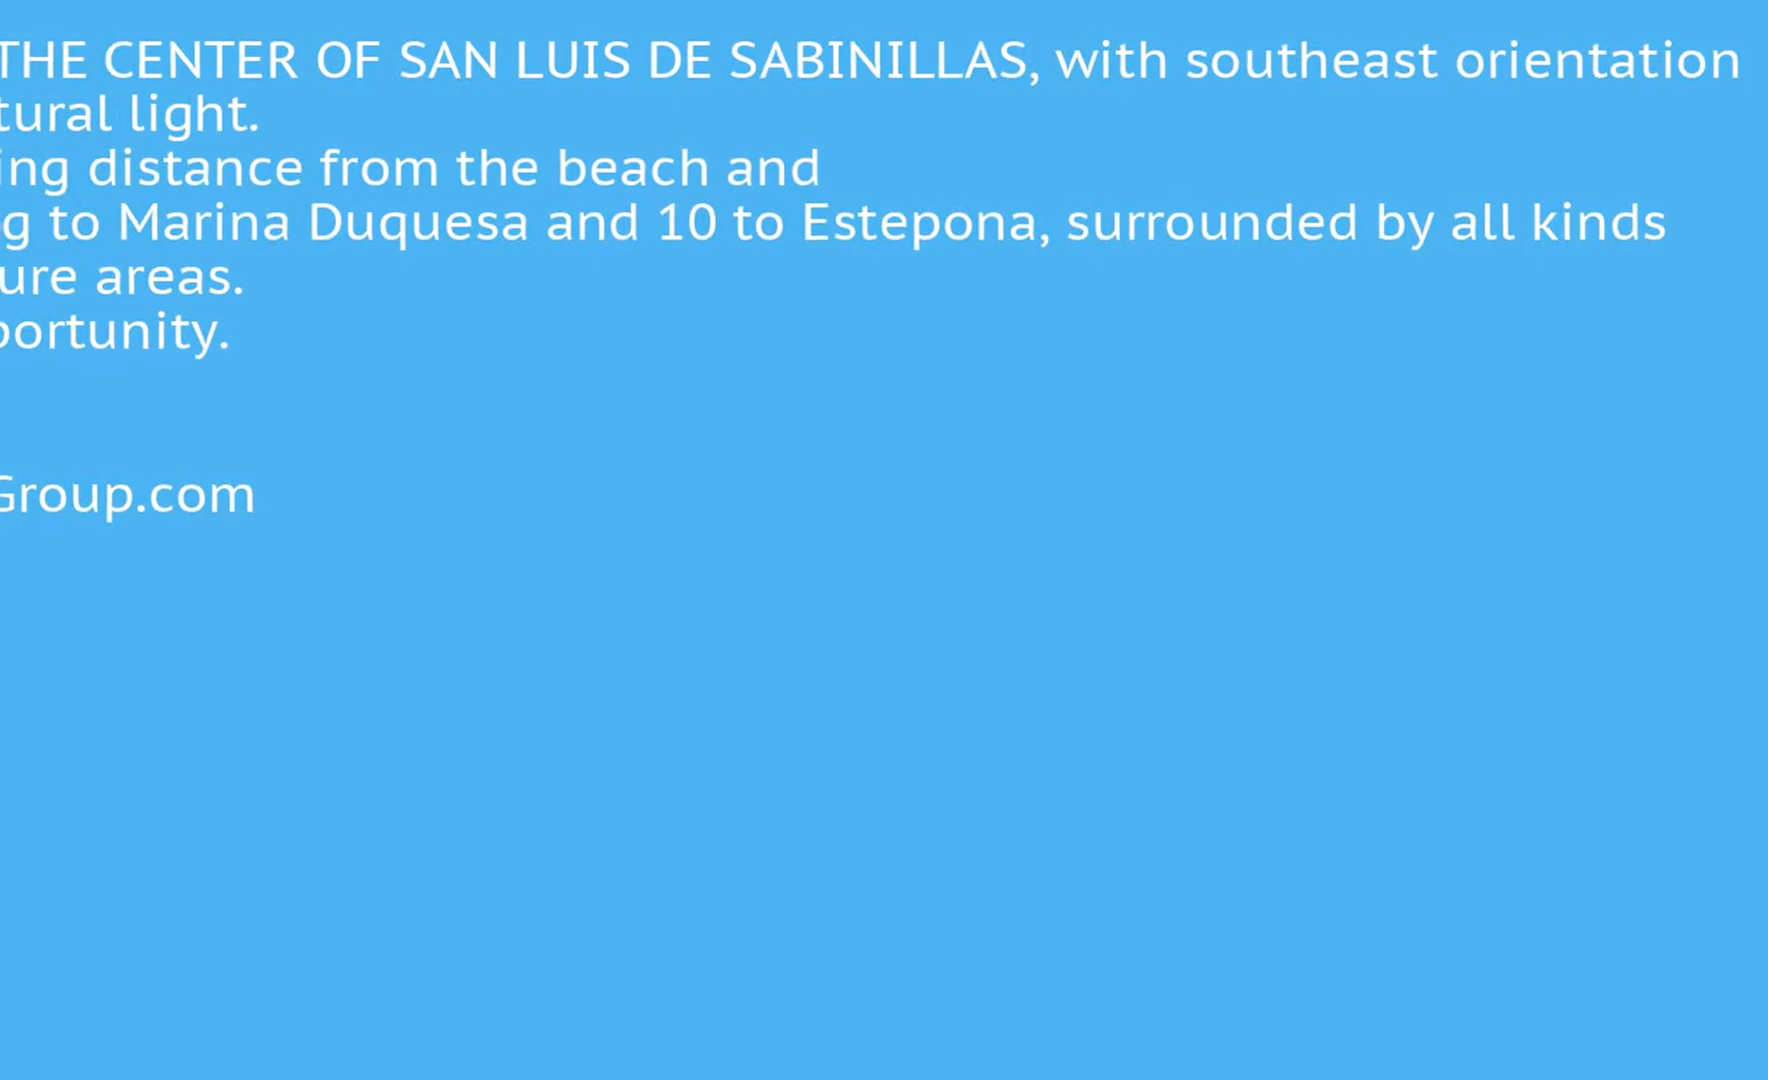 THE CENTER OF SAN LUIS DE SABINILLAS, with southeast orientation
tural light.
ing distance from the beach and
g to Marina Duquesa and 10 to Estepona, surrounded by all kinds
ure areas.
portunity.
Group.com